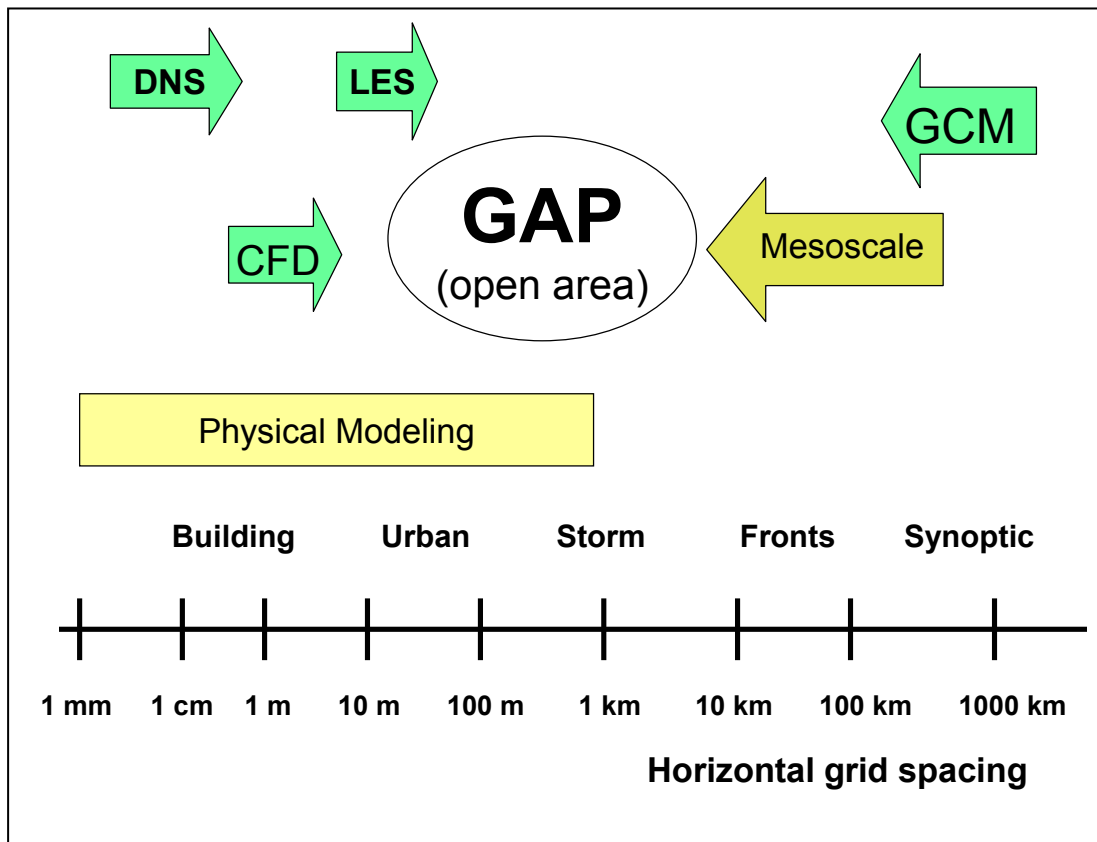 DNS
LES
GCM
GAP
(open area)
CFD
Mesoscale
Physical Modeling
Building Urban Storm Fronts Synoptic
1 mm 1 cm 1 m 10 m 100 m 1 km 10 km 100 km 1000 km
Horizontal grid spacing